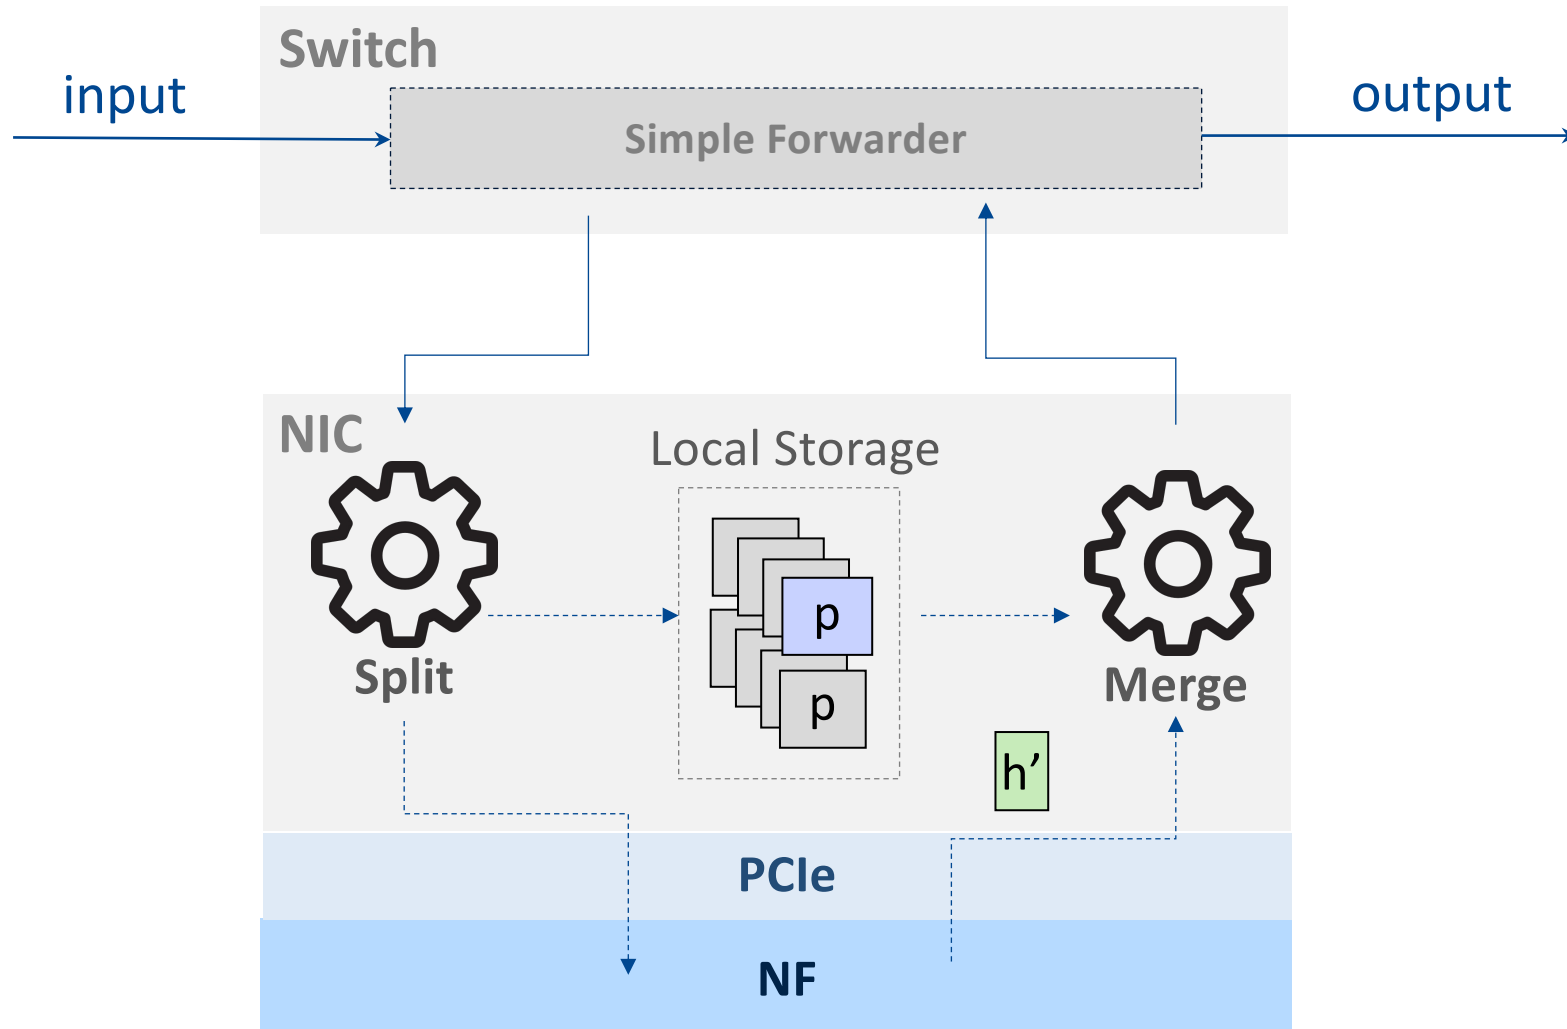 Switch
input
output
Simple Forwarder
NIC
Local Storage
p
Split
Merge
p
h’
PCIe
NF